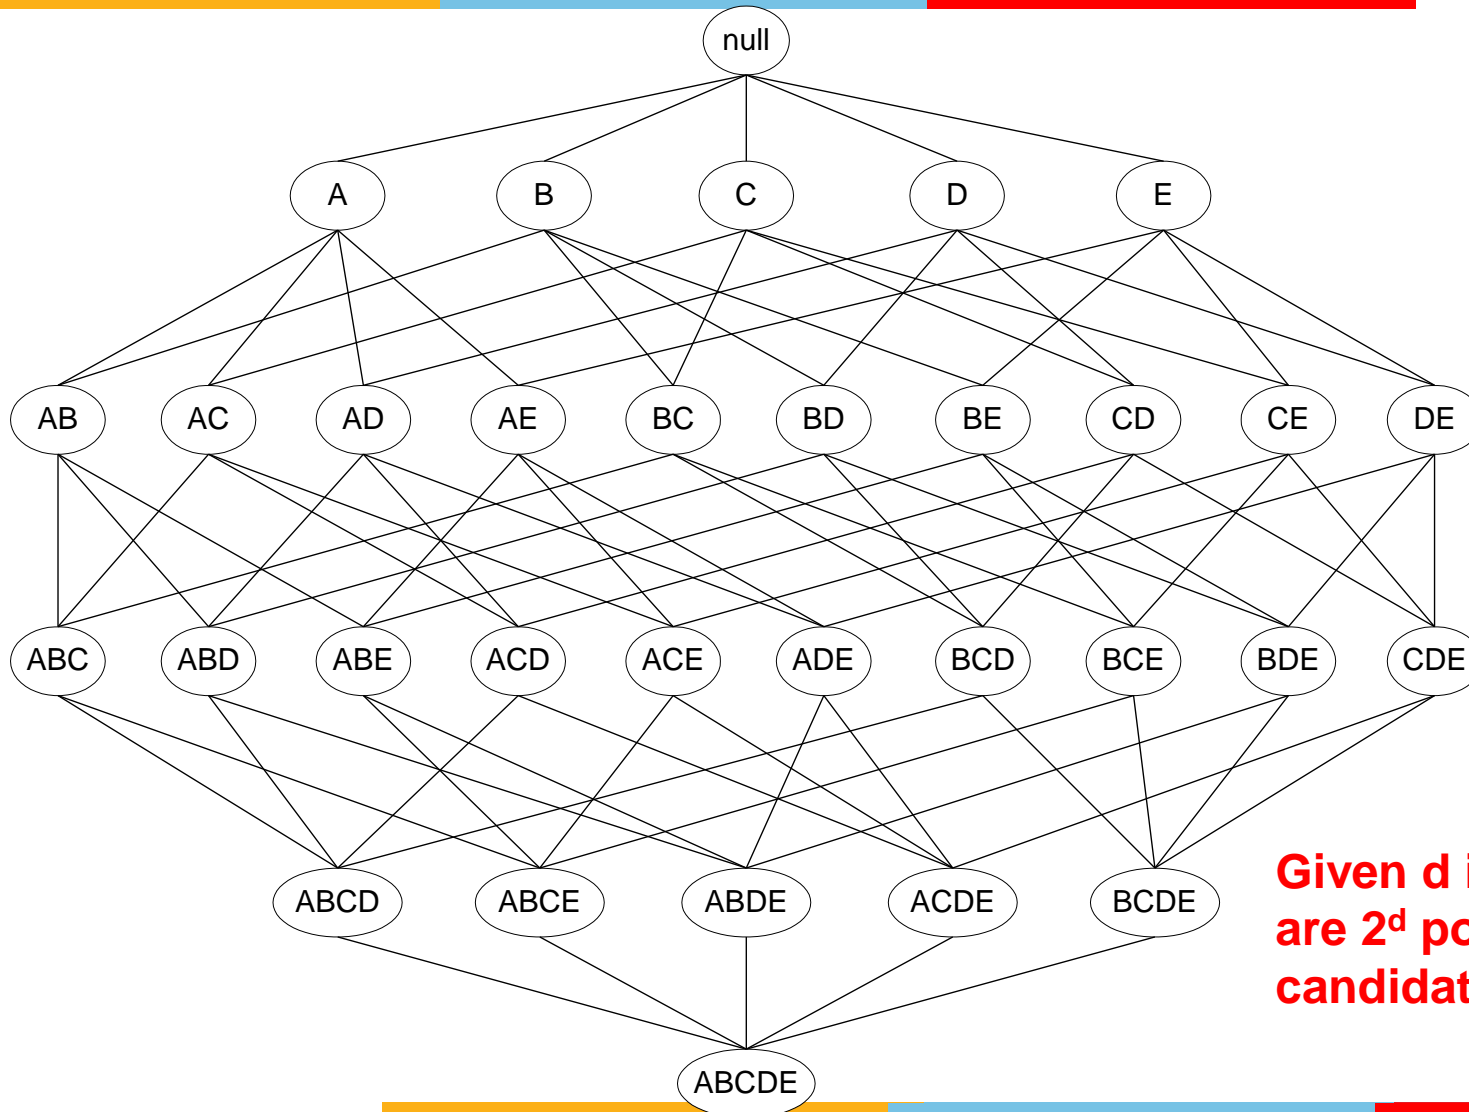 null
A B C D E
AB AC AD AE BC BD BE CD CE DE
ABC ABD ABE ACD ACE ADE BCD BCE BDE CDE
ABCD ABCE ABDE ACDE BCDE
Given d
are 2ᵈ
ABCDE